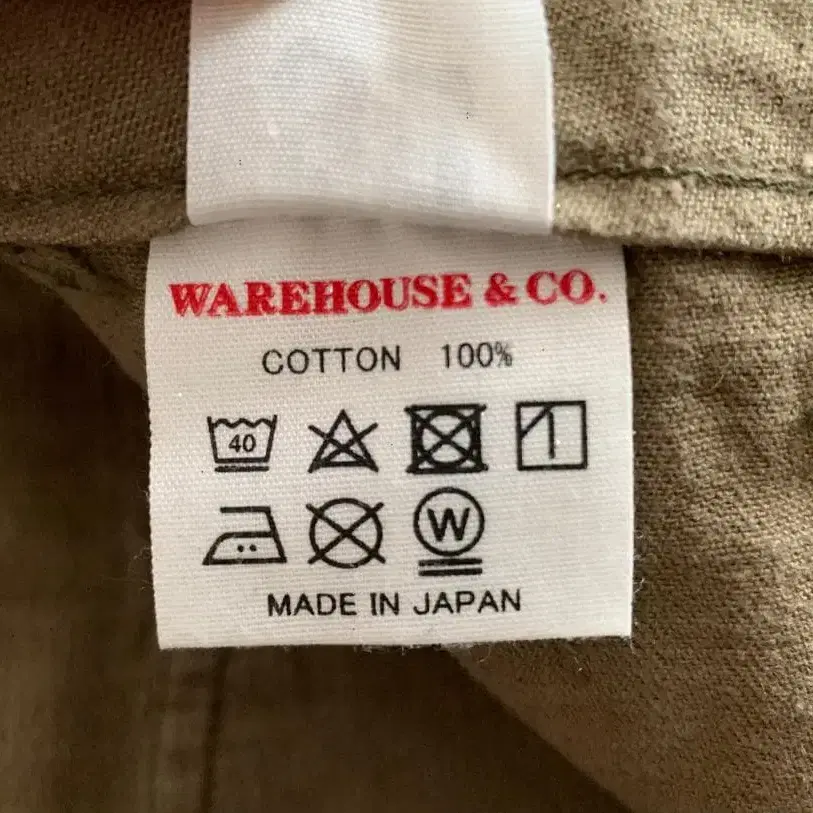 WAREHOUSE & CO.
COTTON 100%
40
W
MADE IN JAPAN